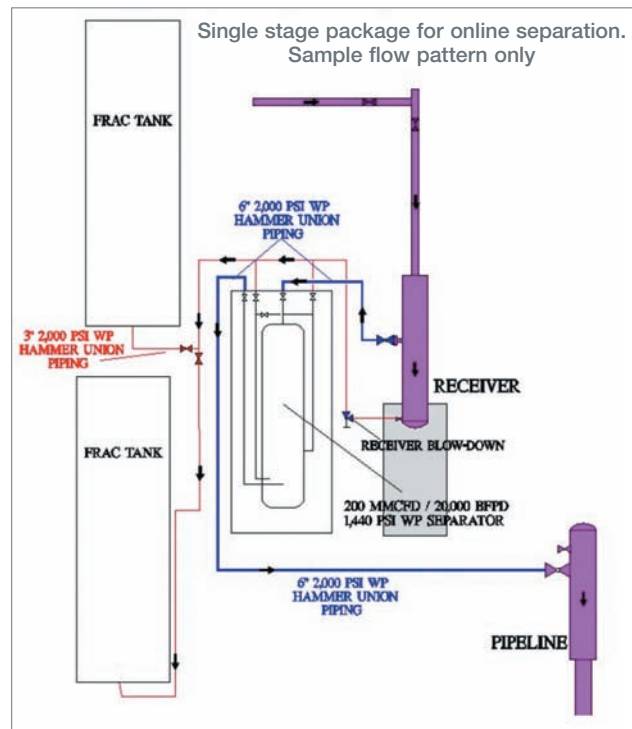 Single stage package for online separation.
Sample flow pattern only
FRAC TANK
6" 2,000 PSI WP
HAMMER UNION
PIPING
3" 2,000 PSI WP
HAMMER UNION
PIPING
RECEIVER
FRAC TANK
RECEIVER BLOW-DOWN
200 MMCFD / 20,000 BFPD
1,440 PSI WP SEPARATOR
6" 2,000 PSI WP
HAMMER UNION
PIPING
PIPELINE